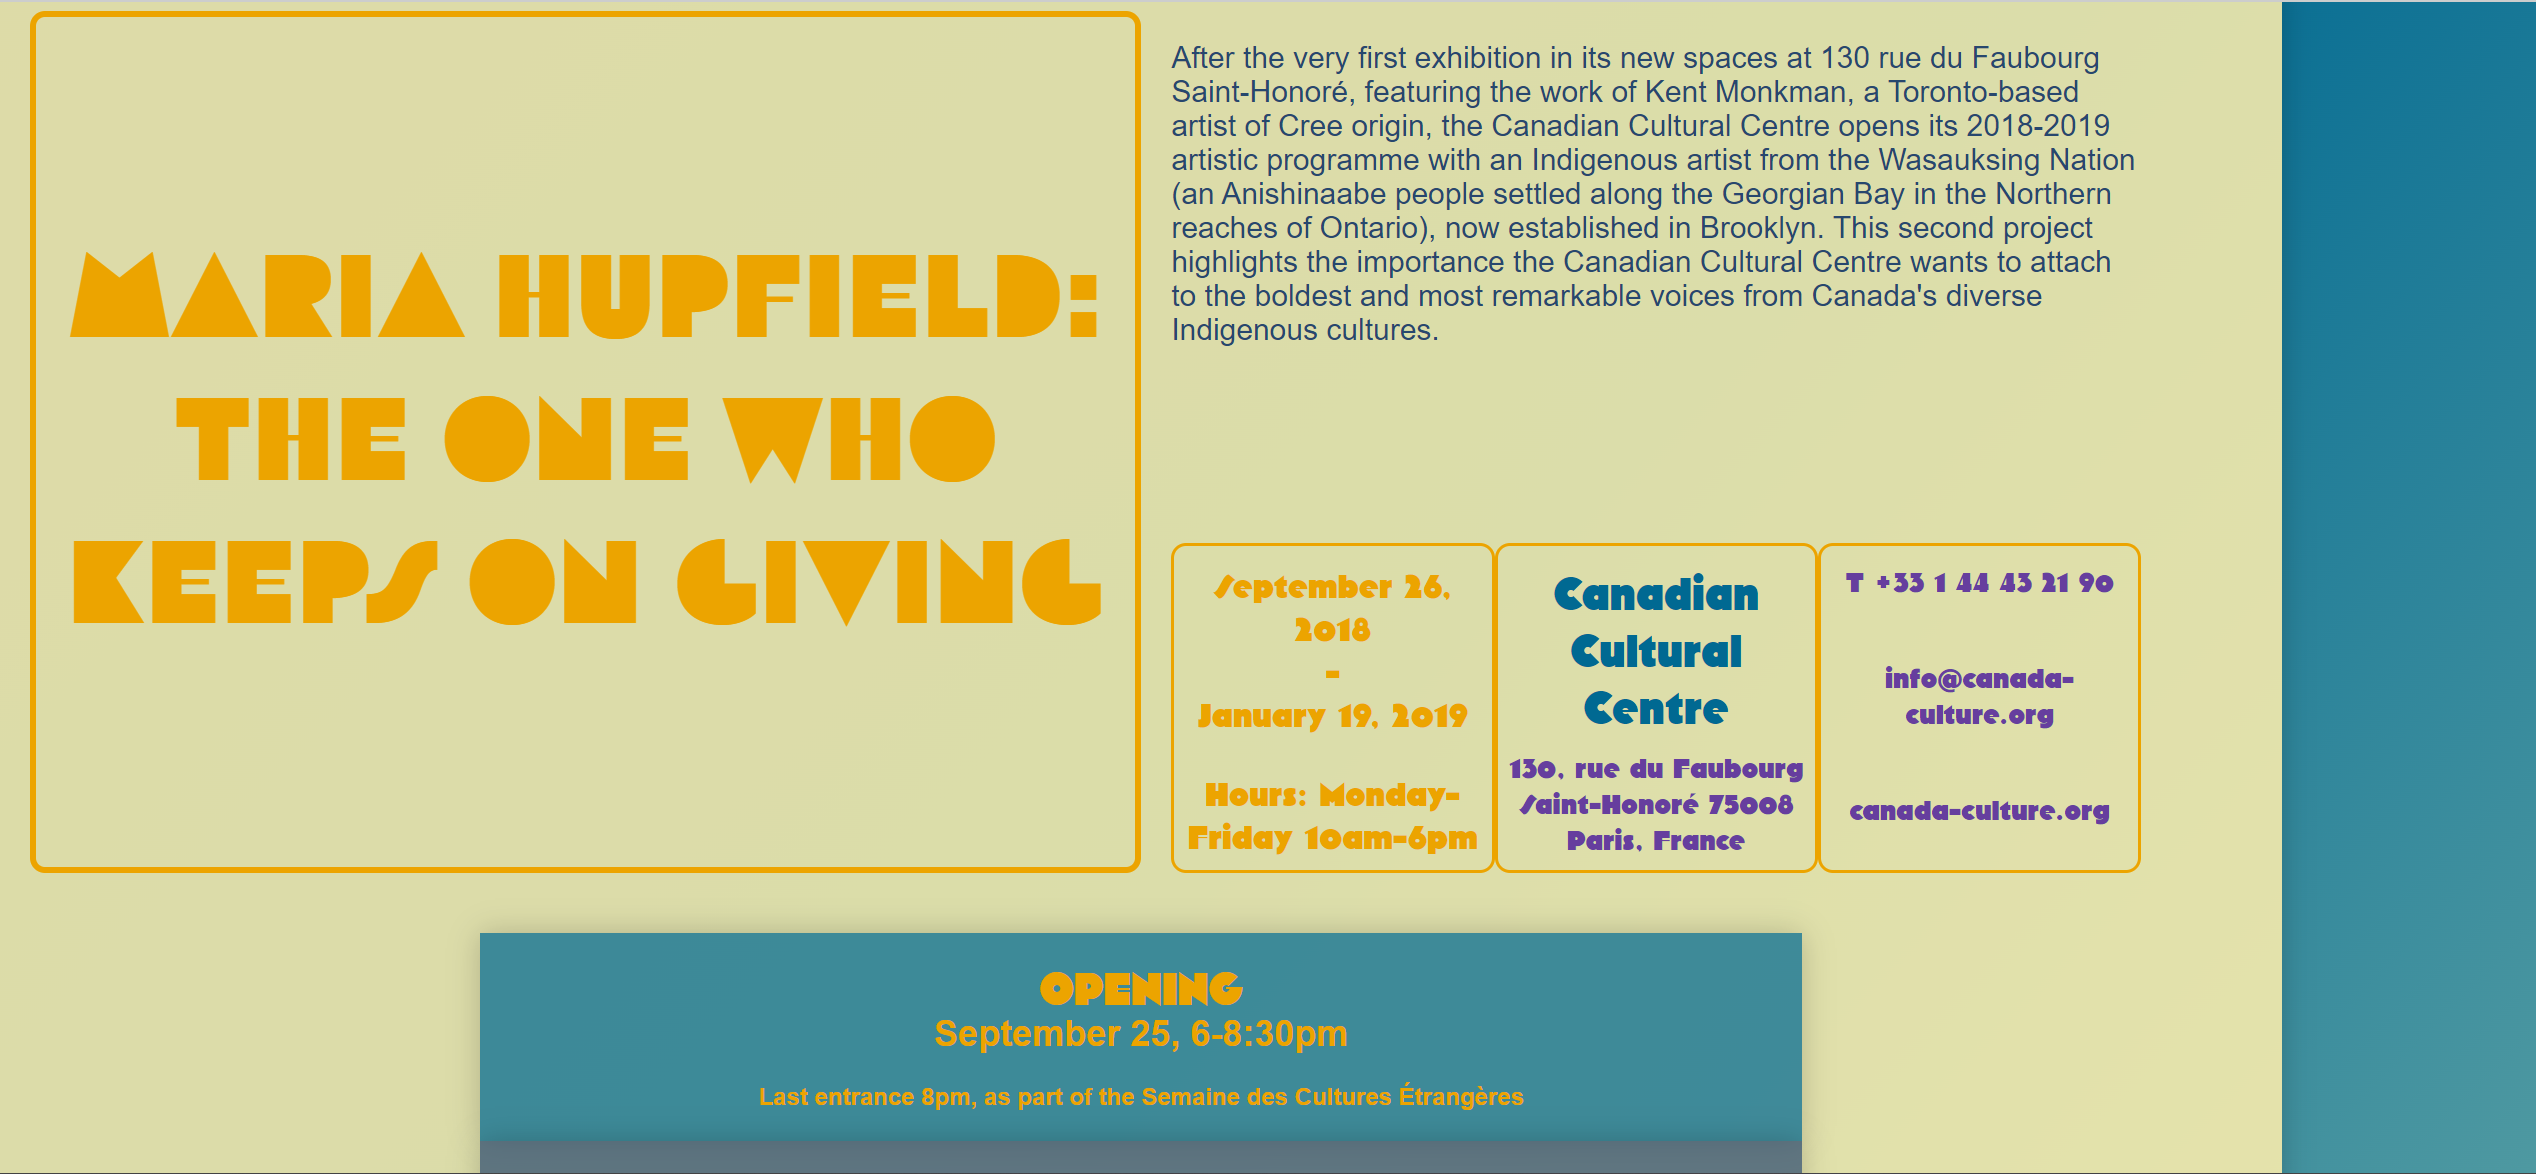 MARIA HUPFIELD:
THE ONE WHO
KEEPS ON GIVING
After the very first exhibition in its new spaces at 130 rue du Faubourg
Saint-Honoré, featuring the work of Kent Monkman, a Toronto-based
artist of Cree origin, the Canadian Cultural Centre opens its 2018-2019
artistic programme with an Indigenous artist from the Wasauksing Nation
(an Anishinaabe people settled along the Georgian Bay in the Northern
reaches of Ontario), now established in Brooklyn. This second project
highlights the importance the Canadian Cultural Centre wants to attach
to the boldest and most remarkable voices from Canada's diverse
Indigenous cultures.
September 26,
2018
-
January 19, 2019
Hours: Monday-
Friday 10am-6pm
Canadian
Cultural
Centre
130, rue du Faubourg
Saint-Honoré 75008
Paris, France
T +33 1 44 43 21 90
info@canada-
culture.org
canada-culture.org
OPENING
September 25, 6-8:30pm
Last entrance 8pm, as part of the Semaine des Cultures Étrangères